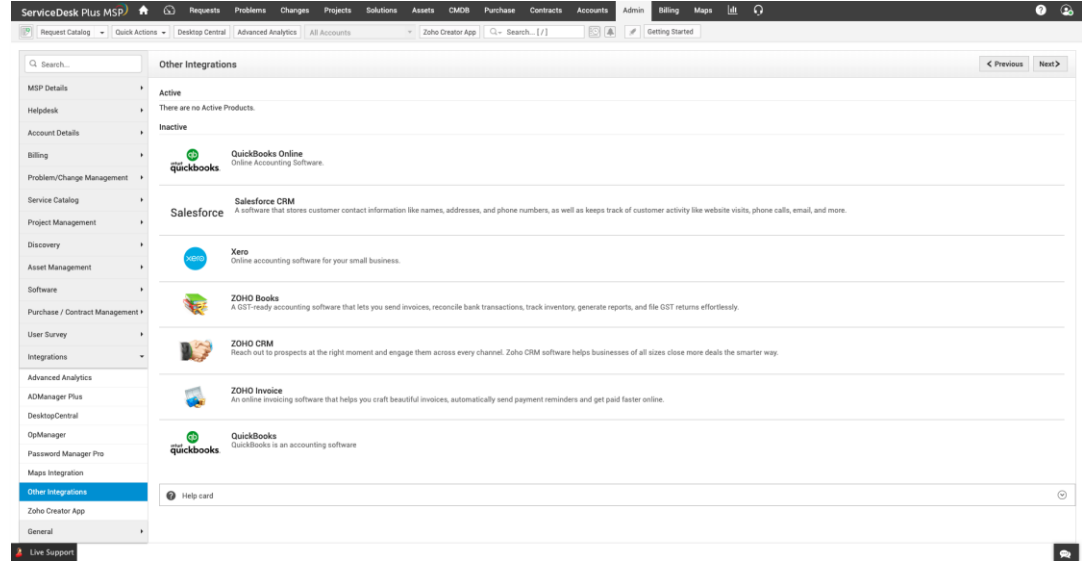 ServiceDesk Plus MSP
Requests Problems Changes Projects Solutions Assets CMDB Purchase Contracts Accounts Admin Billing Maps
Request Catalog Quick Actions Desktop Central Advanced Analytics All Accounts Zoho Creator App Search... [ / ] Getting Started
Search...
MSP Details
Helpdesk
Account Details
Billing
Problem/Change Management
Service Catalog
Project Management
Discovery
Asset Management
Software
Purchase / Contract Management
User Survey
Integrations
Advanced Analytics
ADManager Plus
DesktopCentral
OpManager
Password Manager Pro
Maps Integration
Other Integrations
Zoho Creator App
General
Live Support
Other Integrations
Previous Next
Active
There are no Active Products.
Inactive
qb
intuit
quickbooks.
QuickBooks Online
Online Accounting Software.
Salesforce
Salesforce CRM
A software that stores customer contact information like names, addresses, and phone numbers, as well as keeps track of customer activity like website visits, phone calls, email, and more.
xero
Xero
Online accounting software for your small business.
ZOHO Books
A GST-ready accounting software that lets you send invoices, reconcile bank transactions, track inventory, generate reports, and file GST returns effortlessly.
ZOHO CRM
Reach out to prospects at the right moment and engage them across every channel. Zoho CRM software helps businesses of all sizes close more deals the smarter way.
ZOHO Invoice
An online invoicing software that helps you craft beautiful invoices, automatically send payment reminders and get paid faster online.
qb
intuit
quickbooks.
QuickBooks
QuickBooks is an accounting software
Help card